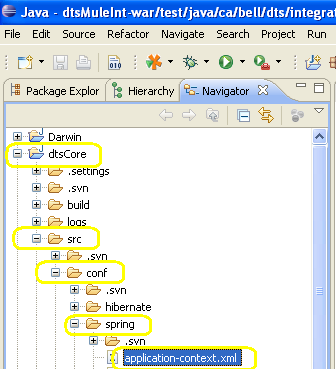 Java - dtsMuleInt-war/test/java/ca/bell/dts/integrat
File Edit Source Refactor Navigate Search Project Run
010
Package Explor Hierarchy Navigator
Darwin
dtsCore
.settings
.svn
build
logs
src
.svn
conf
.svn
hibernate
spring
.svn
application-context.xml